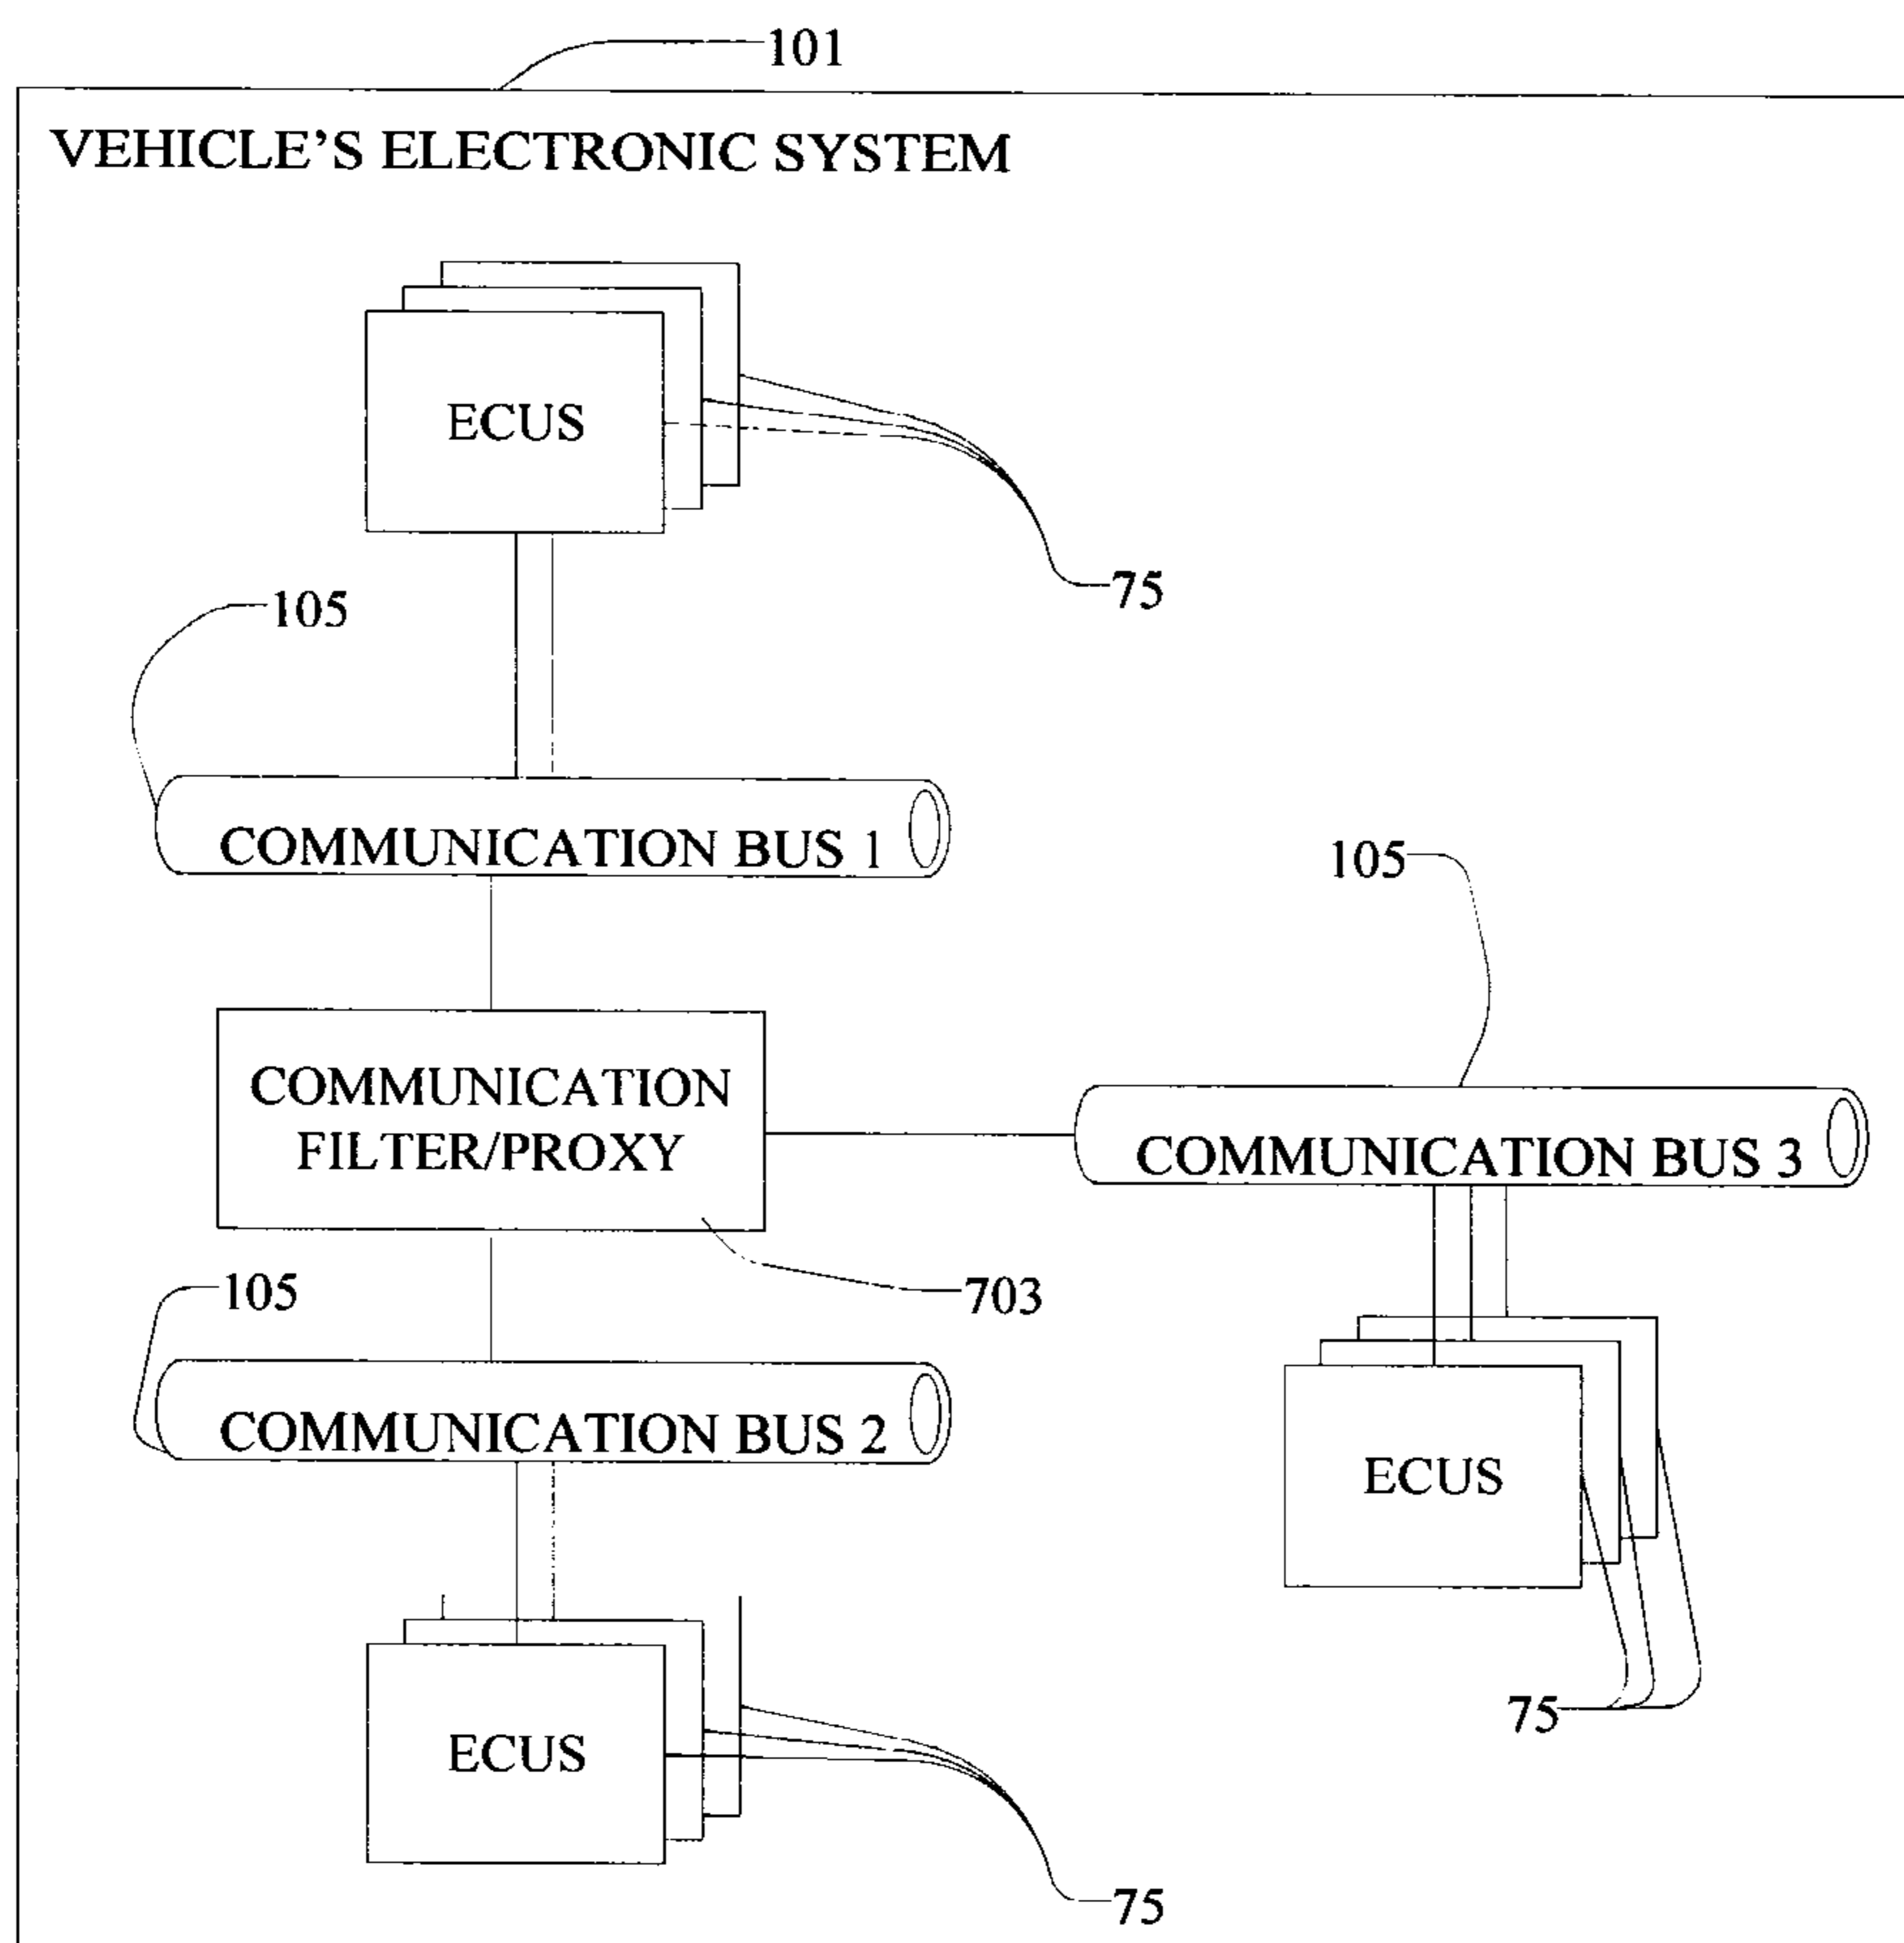 101
VEHICLE'S ELECTRONIC SYSTEM
ECUS
75
105
COMMUNICATION BUS 1
105
COMMUNICATION
FILTER/PROXY
COMMUNICATION BUS 3
703
105
COMMUNICATION BUS 2
ECUS
75
ECUS
75